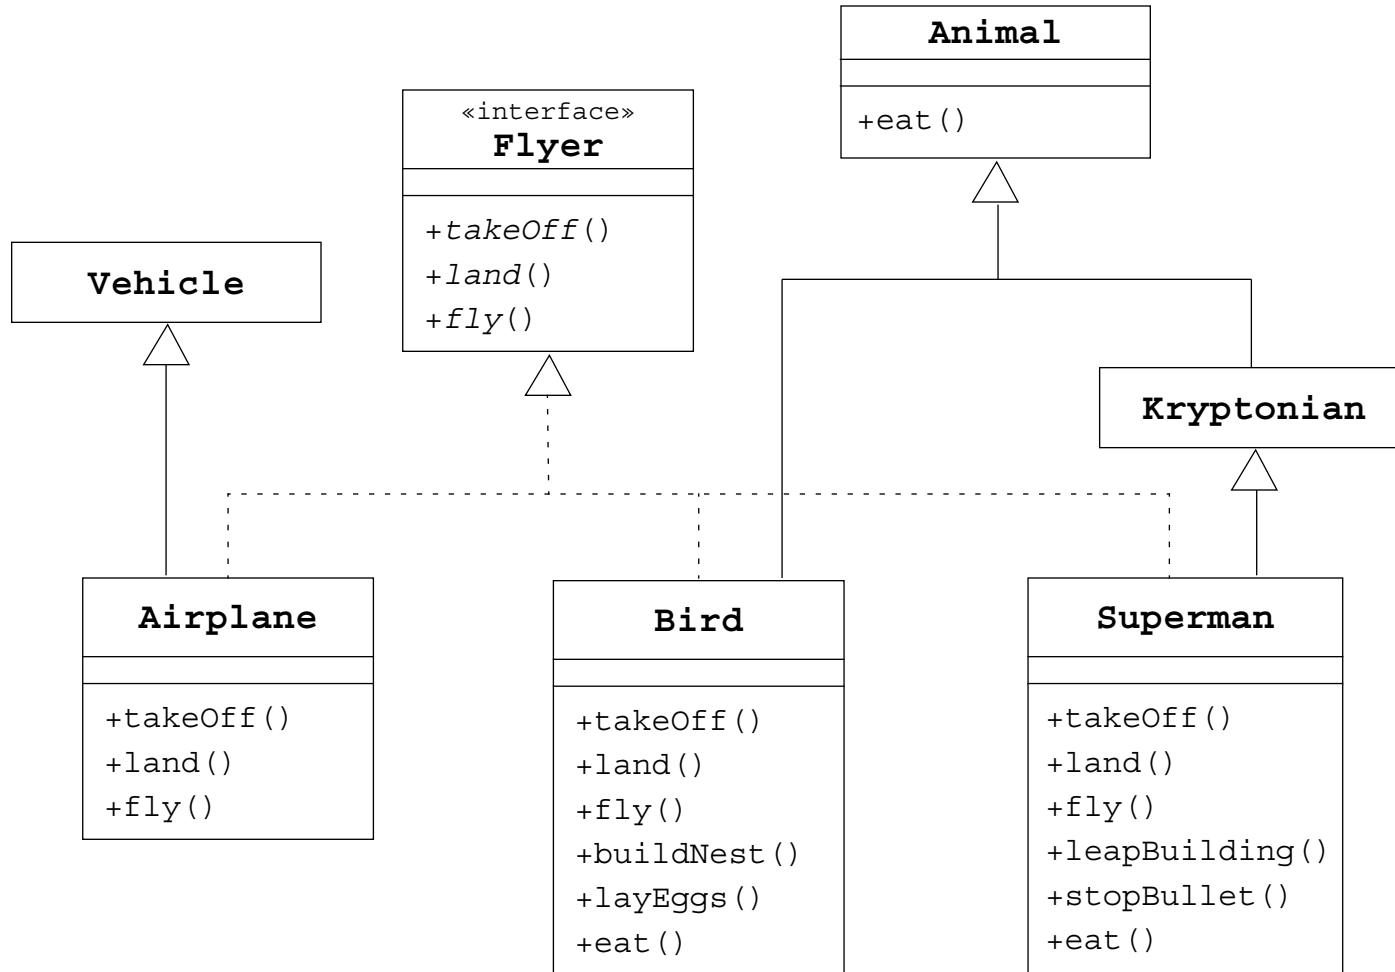 Animal
+eat()
«interface»
Flyer
+takeOff()
+land()
+fly()
Vehicle
Kryptonian
Airplane
+takeOff()
+land()
+fly()
Bird
+takeOff()
+land()
+fly()
+buildNest()
+layEggs()
+eat()
Superman
+takeOff()
+land()
+fly()
+leapBuilding()
+stopBullet()
+eat()